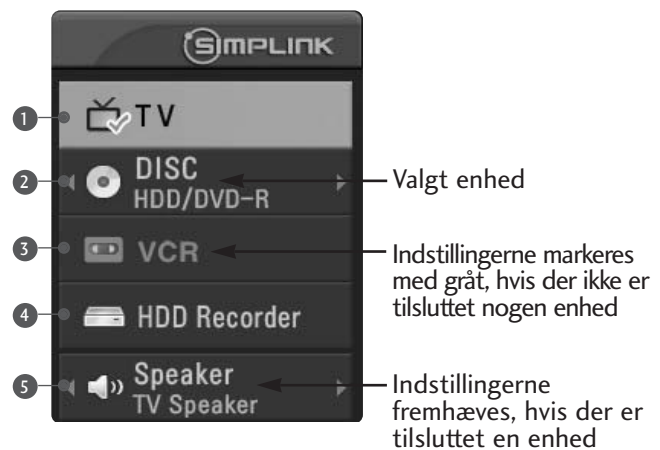 SIMPLINK
1 TV
2 DISC
HDD/DVD-R
Valgt enhed
3 VCR
Indstillingerne markeres
med gråt, hvis der ikke er
tilsluttet nogen enhed
4 HDD Recorder
5 Speaker
TV Speaker
Indstillingerne
fremhæves, hvis der er
tilsluttet en enhed